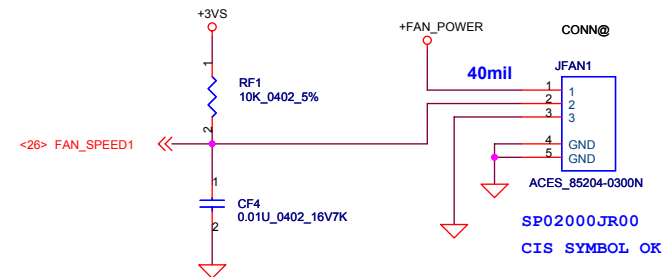 +3VS
+FAN_POWER
CONN@
1
RF1
10K_0402_5%
2
40mil
JFAN1
1 1
2 2
3 3
4 GND
5 GND
ACES_85204-0300N
<26> FAN_SPEED1
1
CF4
0.01U_0402_16V7K
2
SP02000JR00
CIS SYMBOL OK